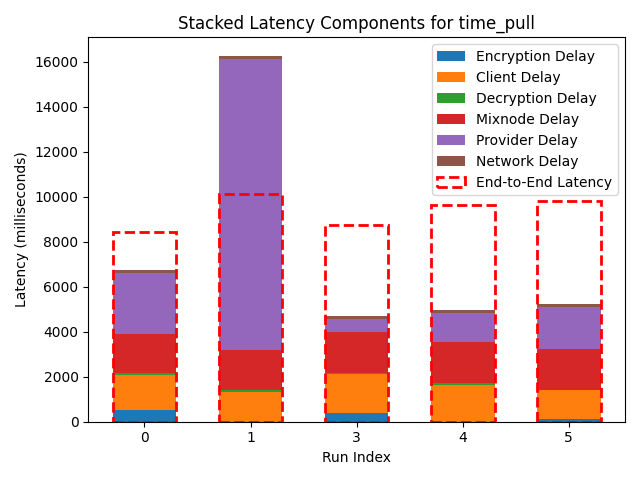 Stacked Latency Components for time_pull
Latency (milliseconds)
16000
14000
12000
10000
8000
6000
4000
2000
0
Encryption Delay
Client Delay
Decryption Delay
Mixnode Delay
Provider Delay
Network Delay
End-to-End Latency
0 1 3 4 5
Run Index